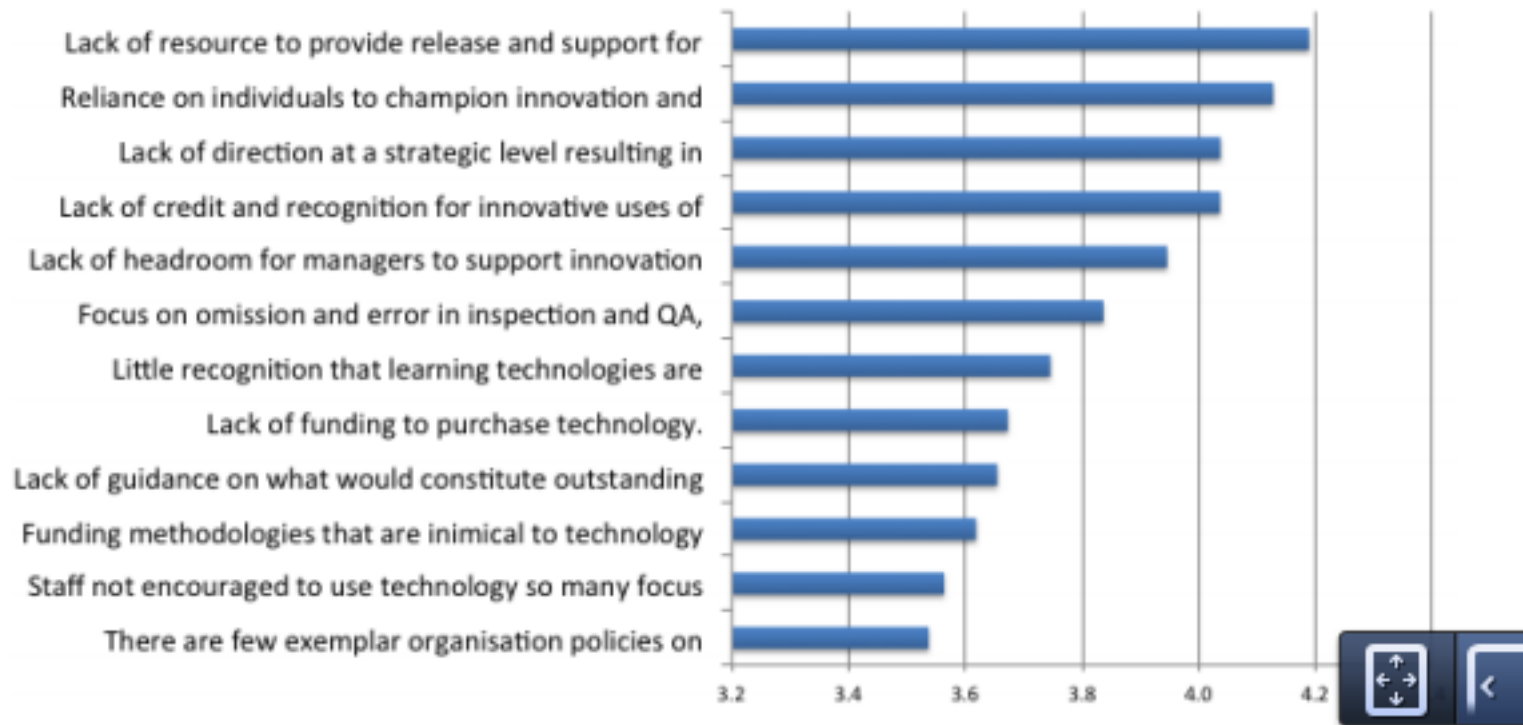 Lack of resource to provide release and support for
Reliance on individuals to champion innovation and
Lack of direction at a strategic level resulting in
Lack of credit and recognition for innovative uses of
Lack of headroom for managers to support innovation
Focus on omission and error in inspection and QA,
Little recognition that learning technologies are
Lack of funding to purchase technology.
Lack of guidance on what would constitute outstanding
Funding methodologies that are inimical to technology
Staff not encouraged to use technology so many focus
There are few exemplar organisation policies on
3.2 3.4 3.6 3.8 4.0 4.2